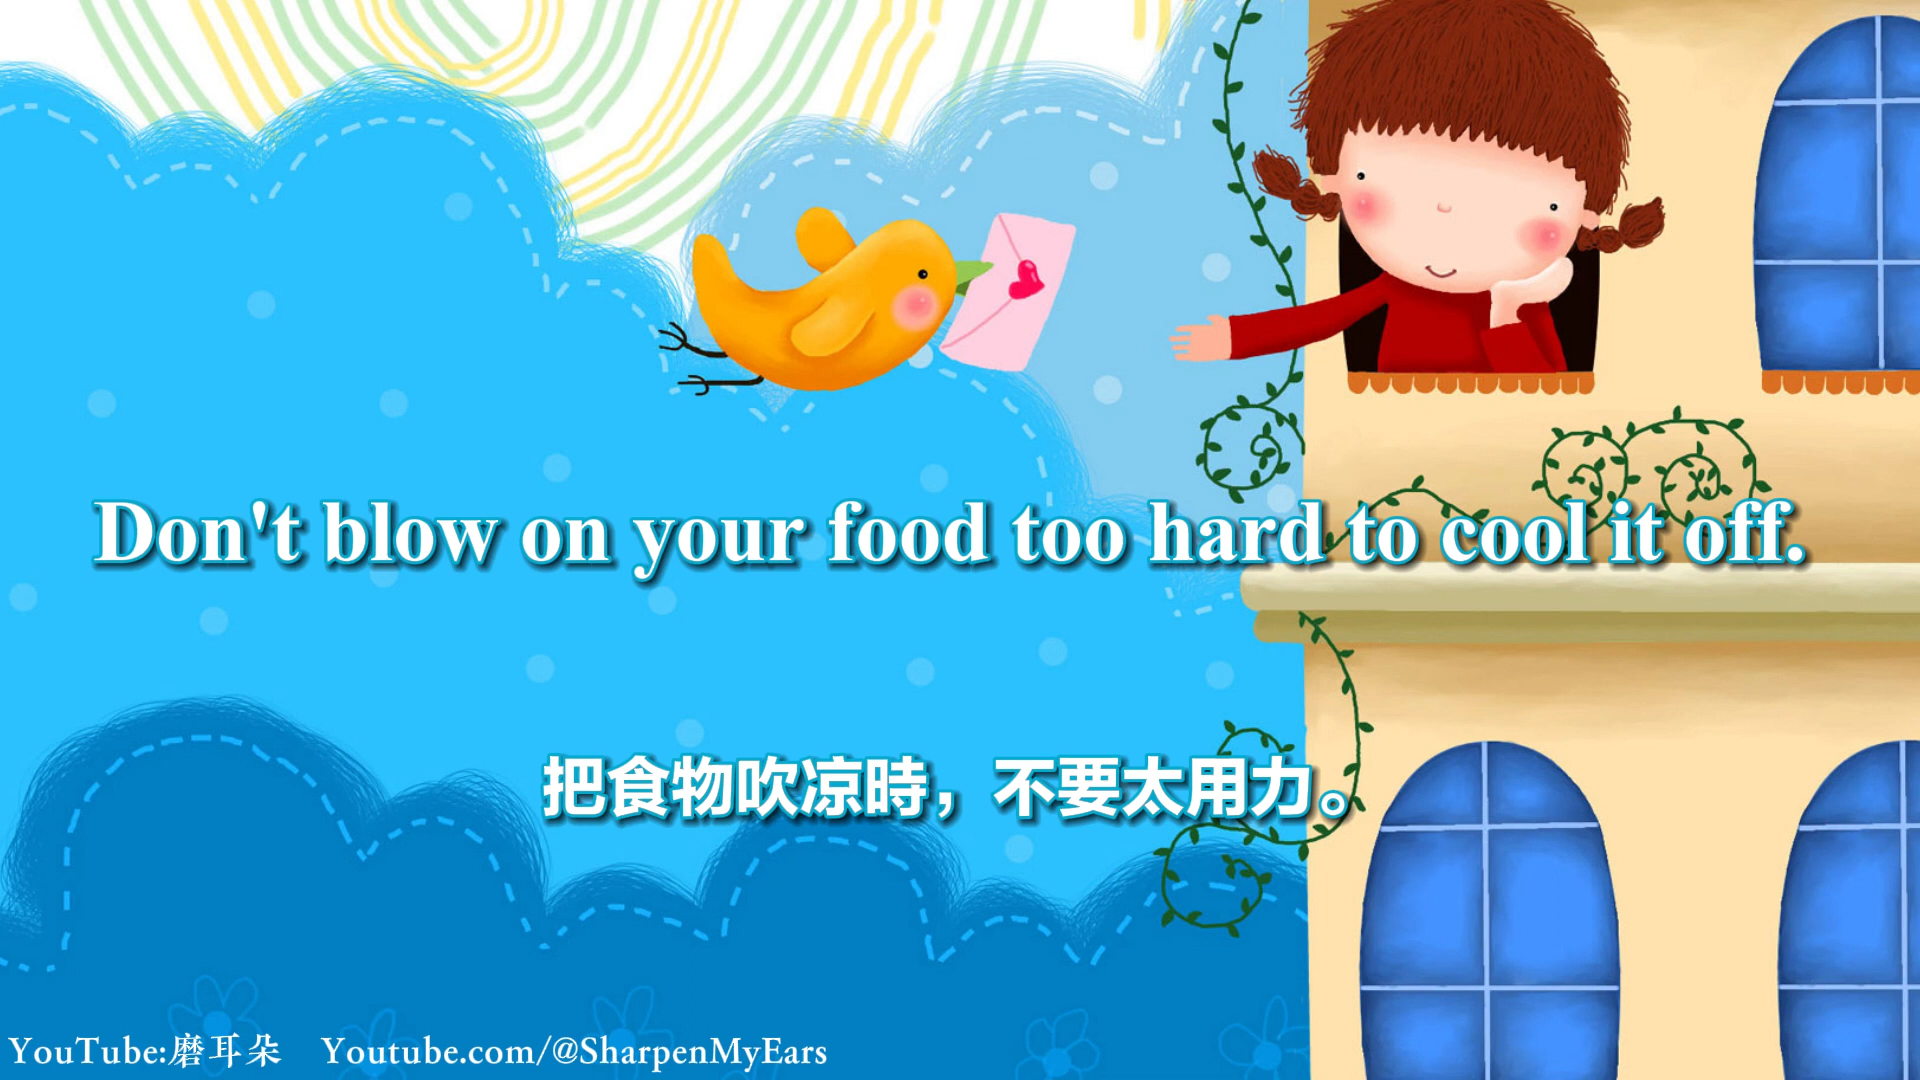 Don't blow on your food too hard to cool it off.
把食物吹凉時，不要太用力。
YouTube:磨耳朵 Youtube.com/@SharpenMyEars